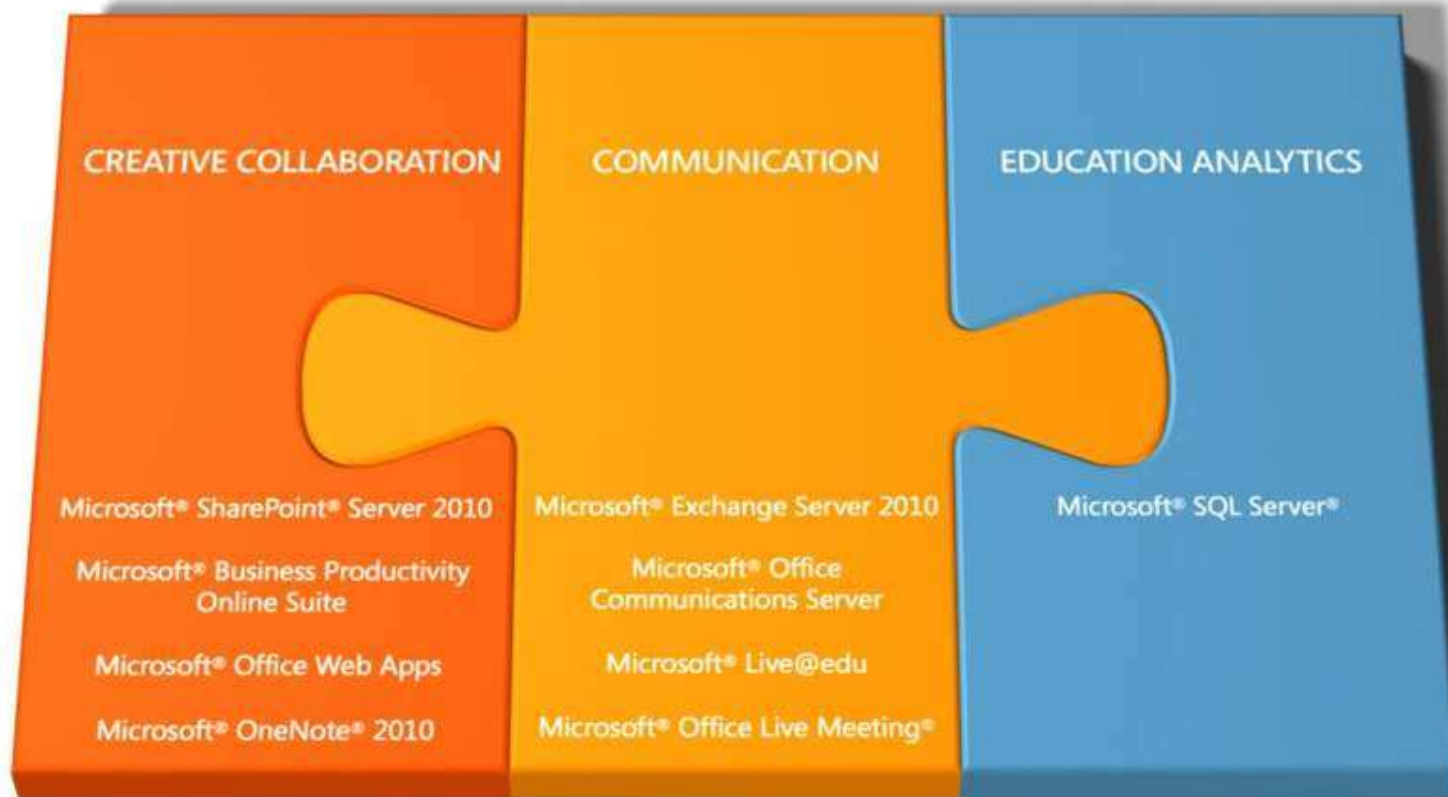 CREATIVE COLLABORATION
Microsoft® SharePoint® Server 2010
Microsoft® Business Productivity
Online Suite
Microsoft® Office Web Apps
Microsoft® OneNote® 2010
COMMUNICATION
Microsoft® Exchange Server 2010
Microsoft® Office
Communications Server
Microsoft® Live@edu
Microsoft® Office Live Meeting®
EDUCATION ANALYTICS
Microsoft® SQL Server®